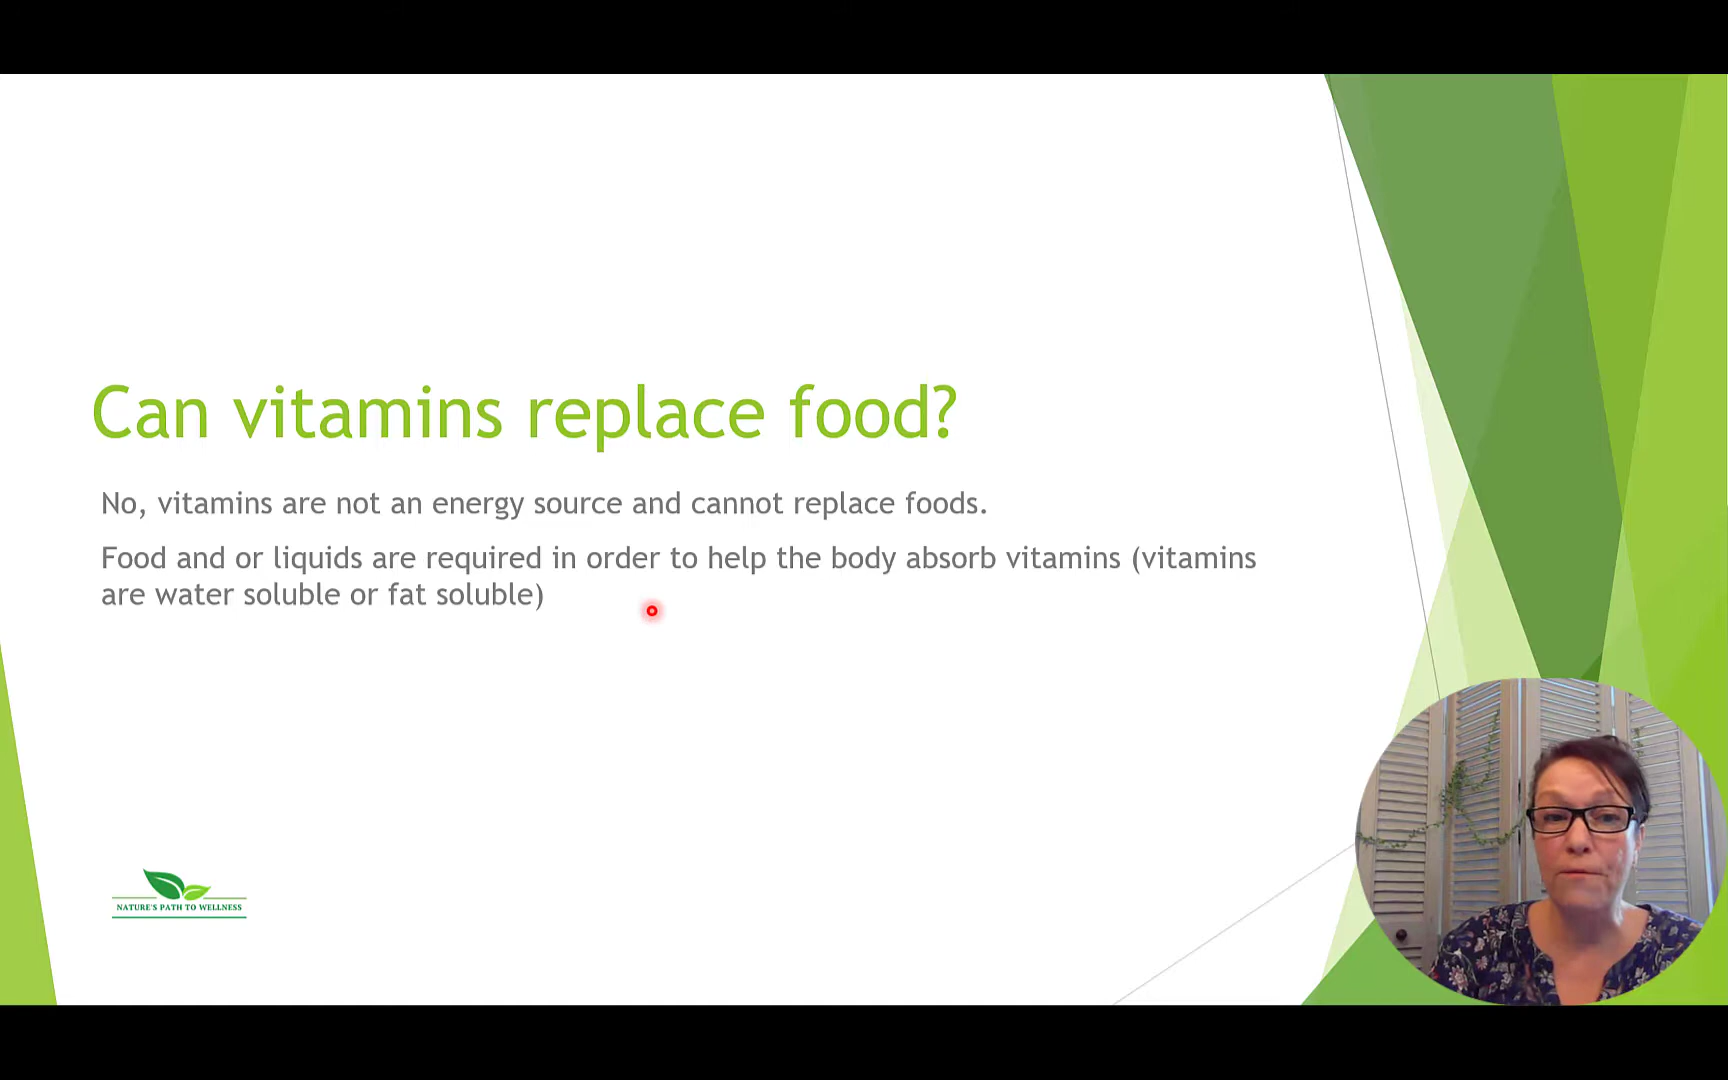 Can vitamins replace food?
No, vitamins are not an energy source and cannot replace foods.
Food and or liquids are required in order to help the body absorb vitamins (vitamins
are water soluble or fat soluble)
NATURE'S PATH TO WELLNESS